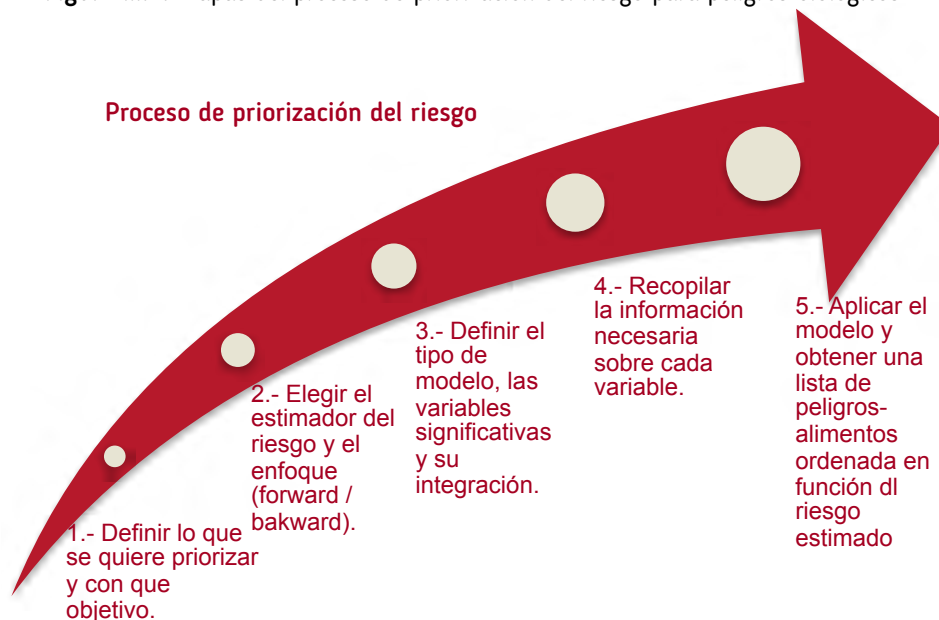 Proceso de priorización del riesgo
1.- Definir lo que
se quiere priorizar
y con que
objetivo.
2.- Elegir el
estimador del
riesgo y el
enfoque
(forward /
bakward).
3.- Definir el
tipo de
modelo, las
variables
significativas
y su
integración.
4.- Recopilar
la información
necesaria
sobre cada
variable.
5.- Aplicar el
modelo y
obtener una
lista de
peligros-
alimentos
ordenada en
función dl
riesgo
estimado